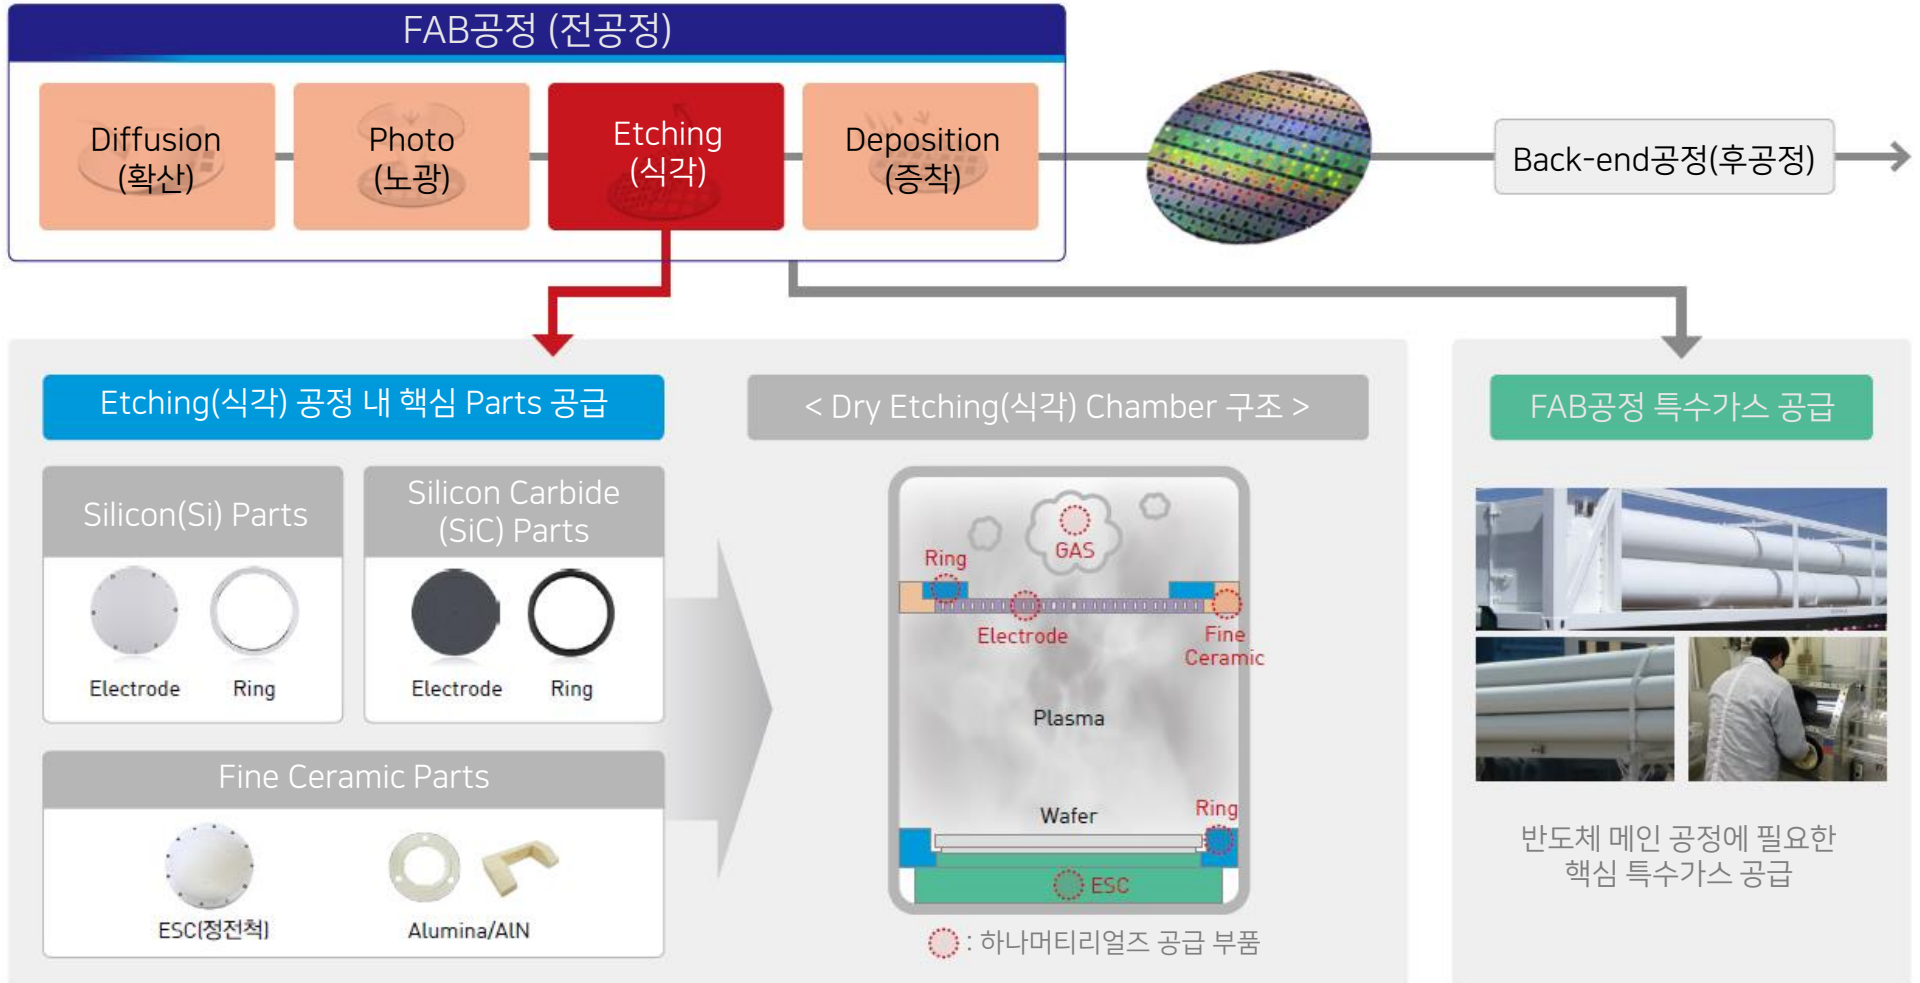 FAB공정 (전공정)
Diffusion
(확산)
Photo
(노광)
Etching
(식각)
Deposition
(증착)
Back-end공정(후공정)
Etching(식각) 공정 내 핵심 Parts 공급
< Dry Etching(식각) Chamber 구조 >
FAB공정 특수가스 공급
Silicon(Si) Parts
Silicon Carbide
(SiC) Parts
Electrode
Ring
Electrode
Ring
Fine Ceramic Parts
ESC(정전척)
Alumina/AlN
GAS
Ring
Electrode
Fine
Ceramic
Plasma
Wafer
Ring
ESC
: 하나머티리얼즈 공급 부품
반도체 메인 공정에 필요한
핵심 특수가스 공급